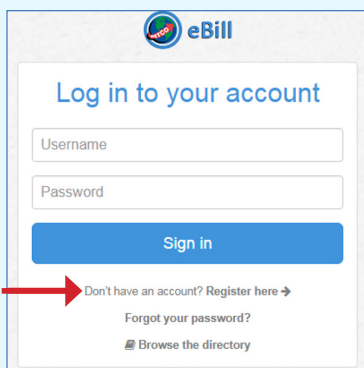 eBill
Log in to your account
Username
Password
Sign in
Don't have an account? Register here →
Forgot your password?
Browse the directory